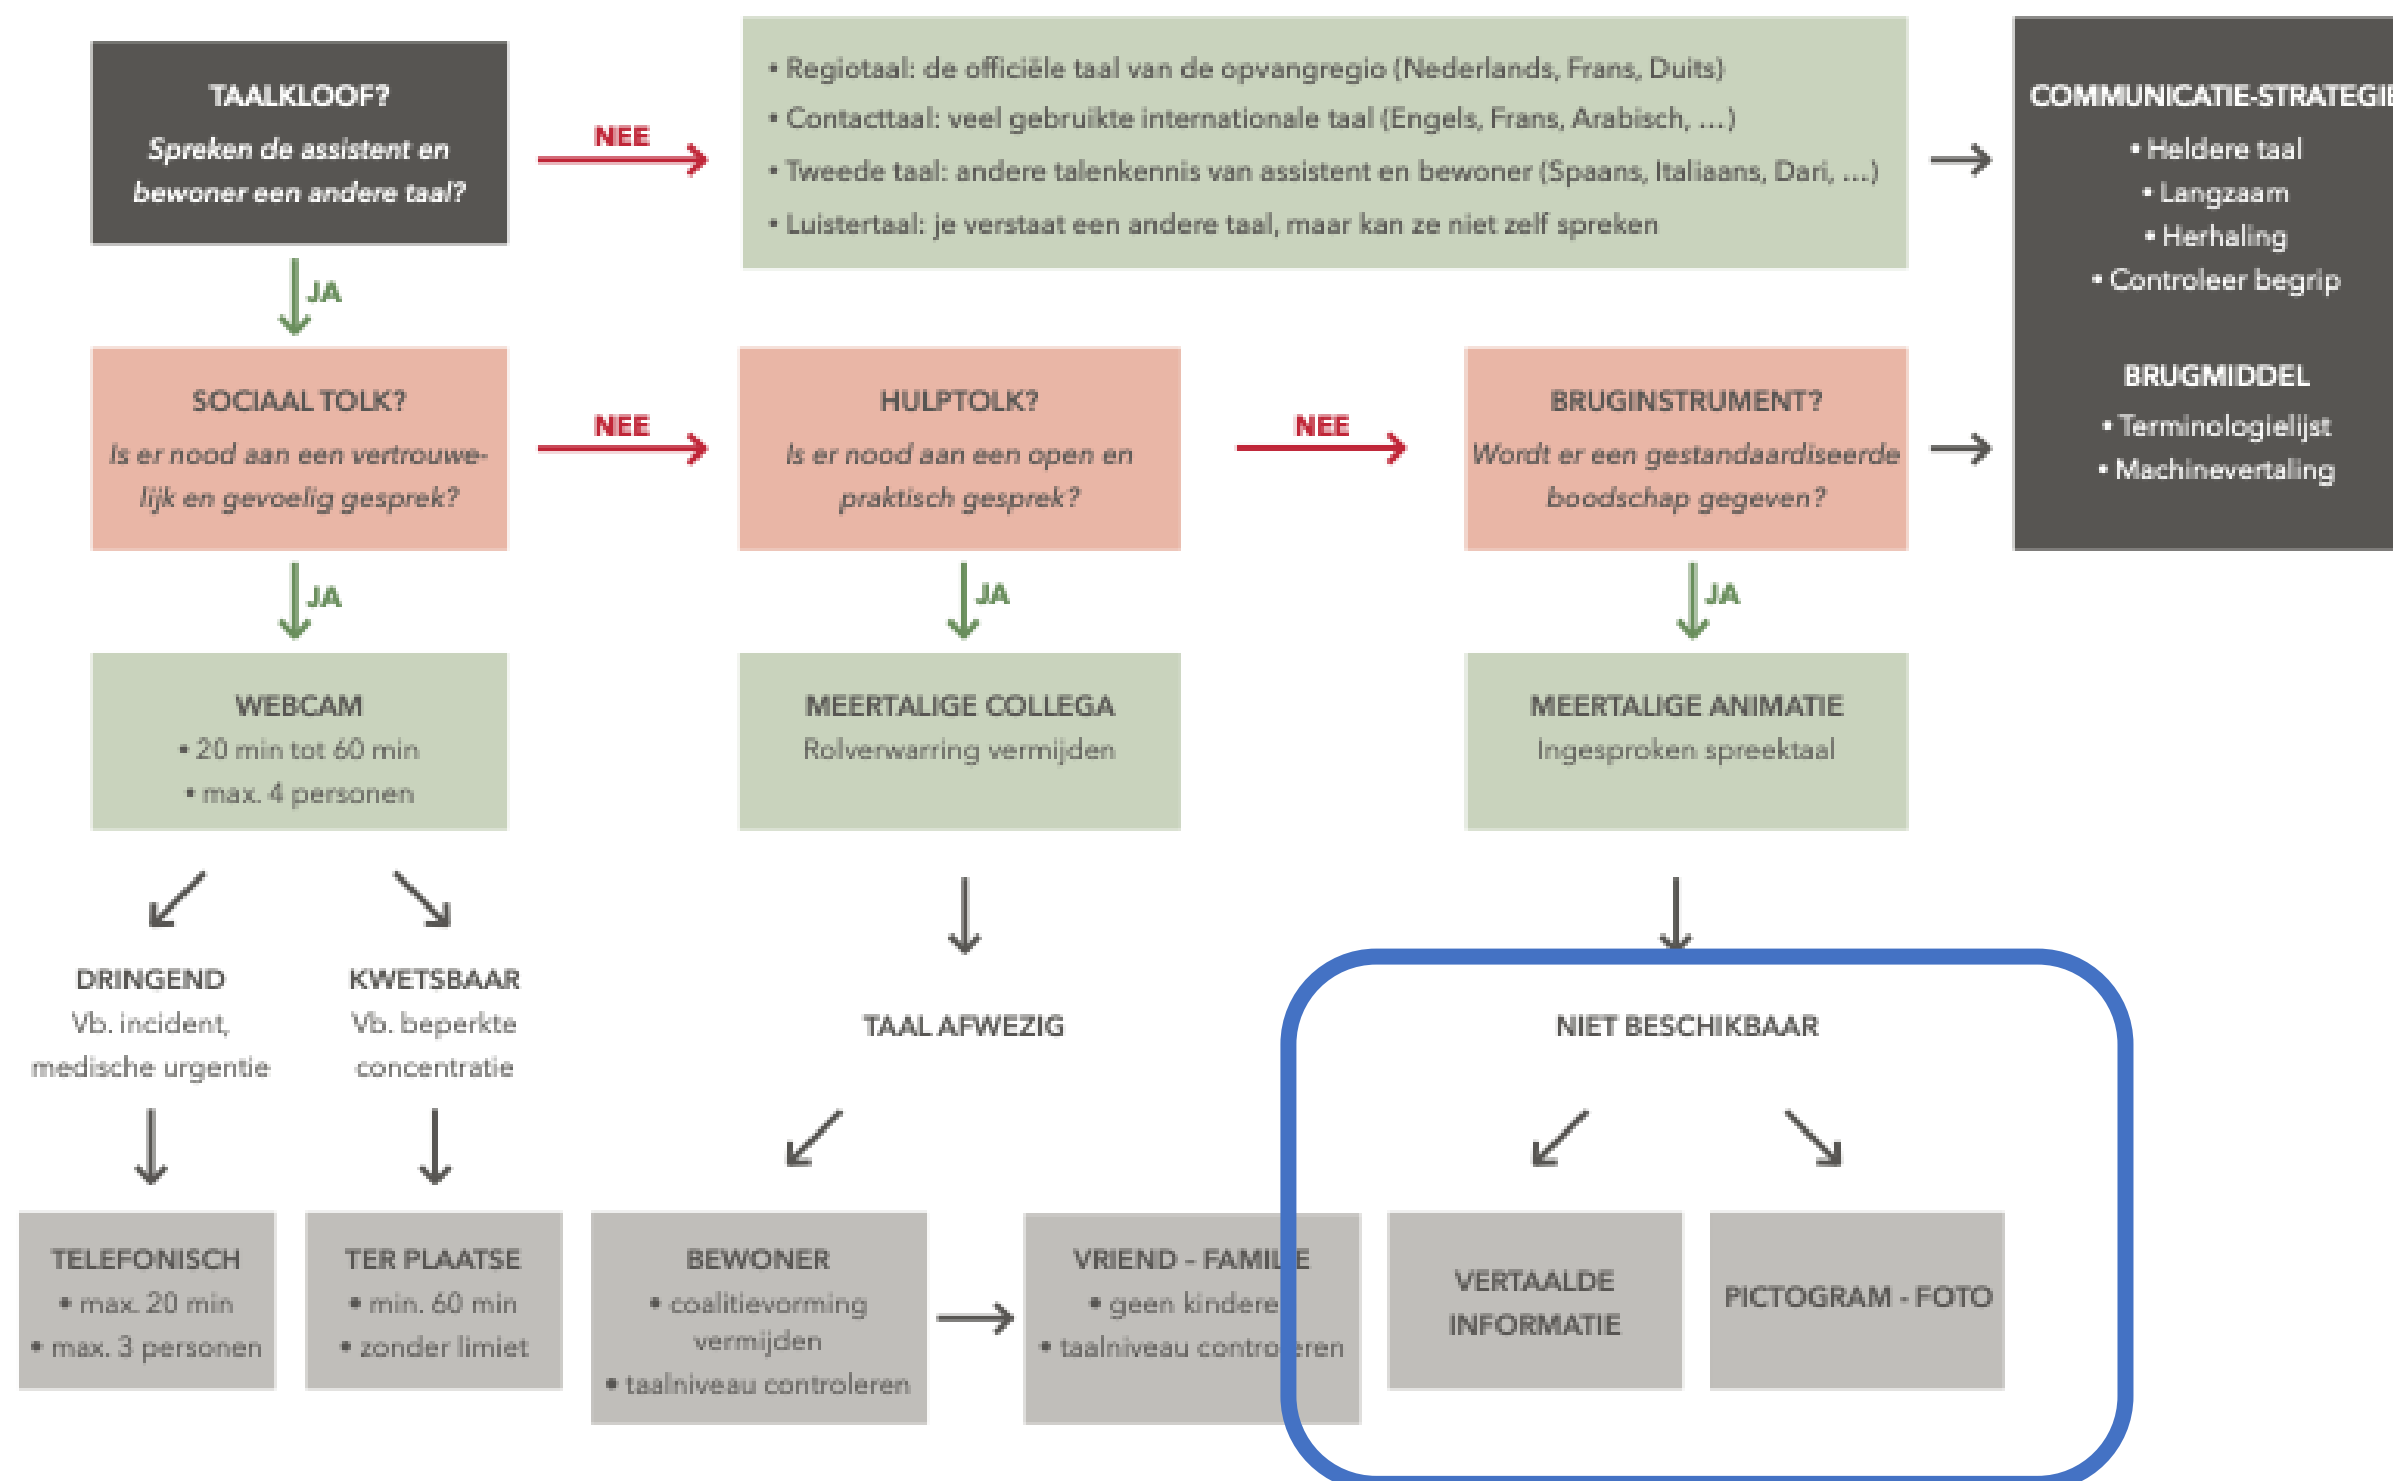 TAALKLOOF?
Spreken de assistent en
bewoner een andere taal?
NEE
• Regiotaal: de officiële taal van de opvangregio (Nederlands, Frans, Duits)
• Contacttaal: veel gebruikte internationale taal (Engels, Frans, Arabisch, ...)
• Tweede taal: andere talenkennis van assistent en bewoner (Spaans, Italiaans, Dari, ...)
• Luistertaal: je verstaat een andere taal, maar kan ze niet zelf spreken
COMMUNICATIE-STRATEGIE
• Heldere taal
• Langzaam
• Herhaling
• Controleer begrip
BRUGMIDDEL
• Terminologielijst
• Machinevertaling
JA
SOCIAAL TOLK?
Is er nood aan een vertrouwe-
lijk en gevoelig gesprek?
NEE
HULPTOLK?
Is er nood aan een open en
praktisch gesprek?
NEE
BRUGINSTRUMENT?
Wordt er een gestandaardiseerde
boodschap gegeven?
JA
JA
JA
WEBCAM
• 20 min tot 60 min
• max. 4 personen
MEERTALIGE COLLEGA
Rolverwarring vermijden
MEERTALIGE ANIMATIE
Ingesproken spreektaal
DRINGEND
Vb. incident,
medische urgentie
KWETSBAAR
Vb. beperkte
concentratie
TAAL AFWEZIG
NIET BESCHIKBAAR
TELEFONISCH
• max. 20 min
• max. 3 personen
TER PLAATSE
• min. 60 min
• zonder limiet
BEWONER
• coalitievorming
vermijden
• taalniveau controleren
VRIEND - FAMILIE
• geen kindere
• taalniveau controleren
VERTAALDE
INFORMATIE
PICTOGRAM - FOTO